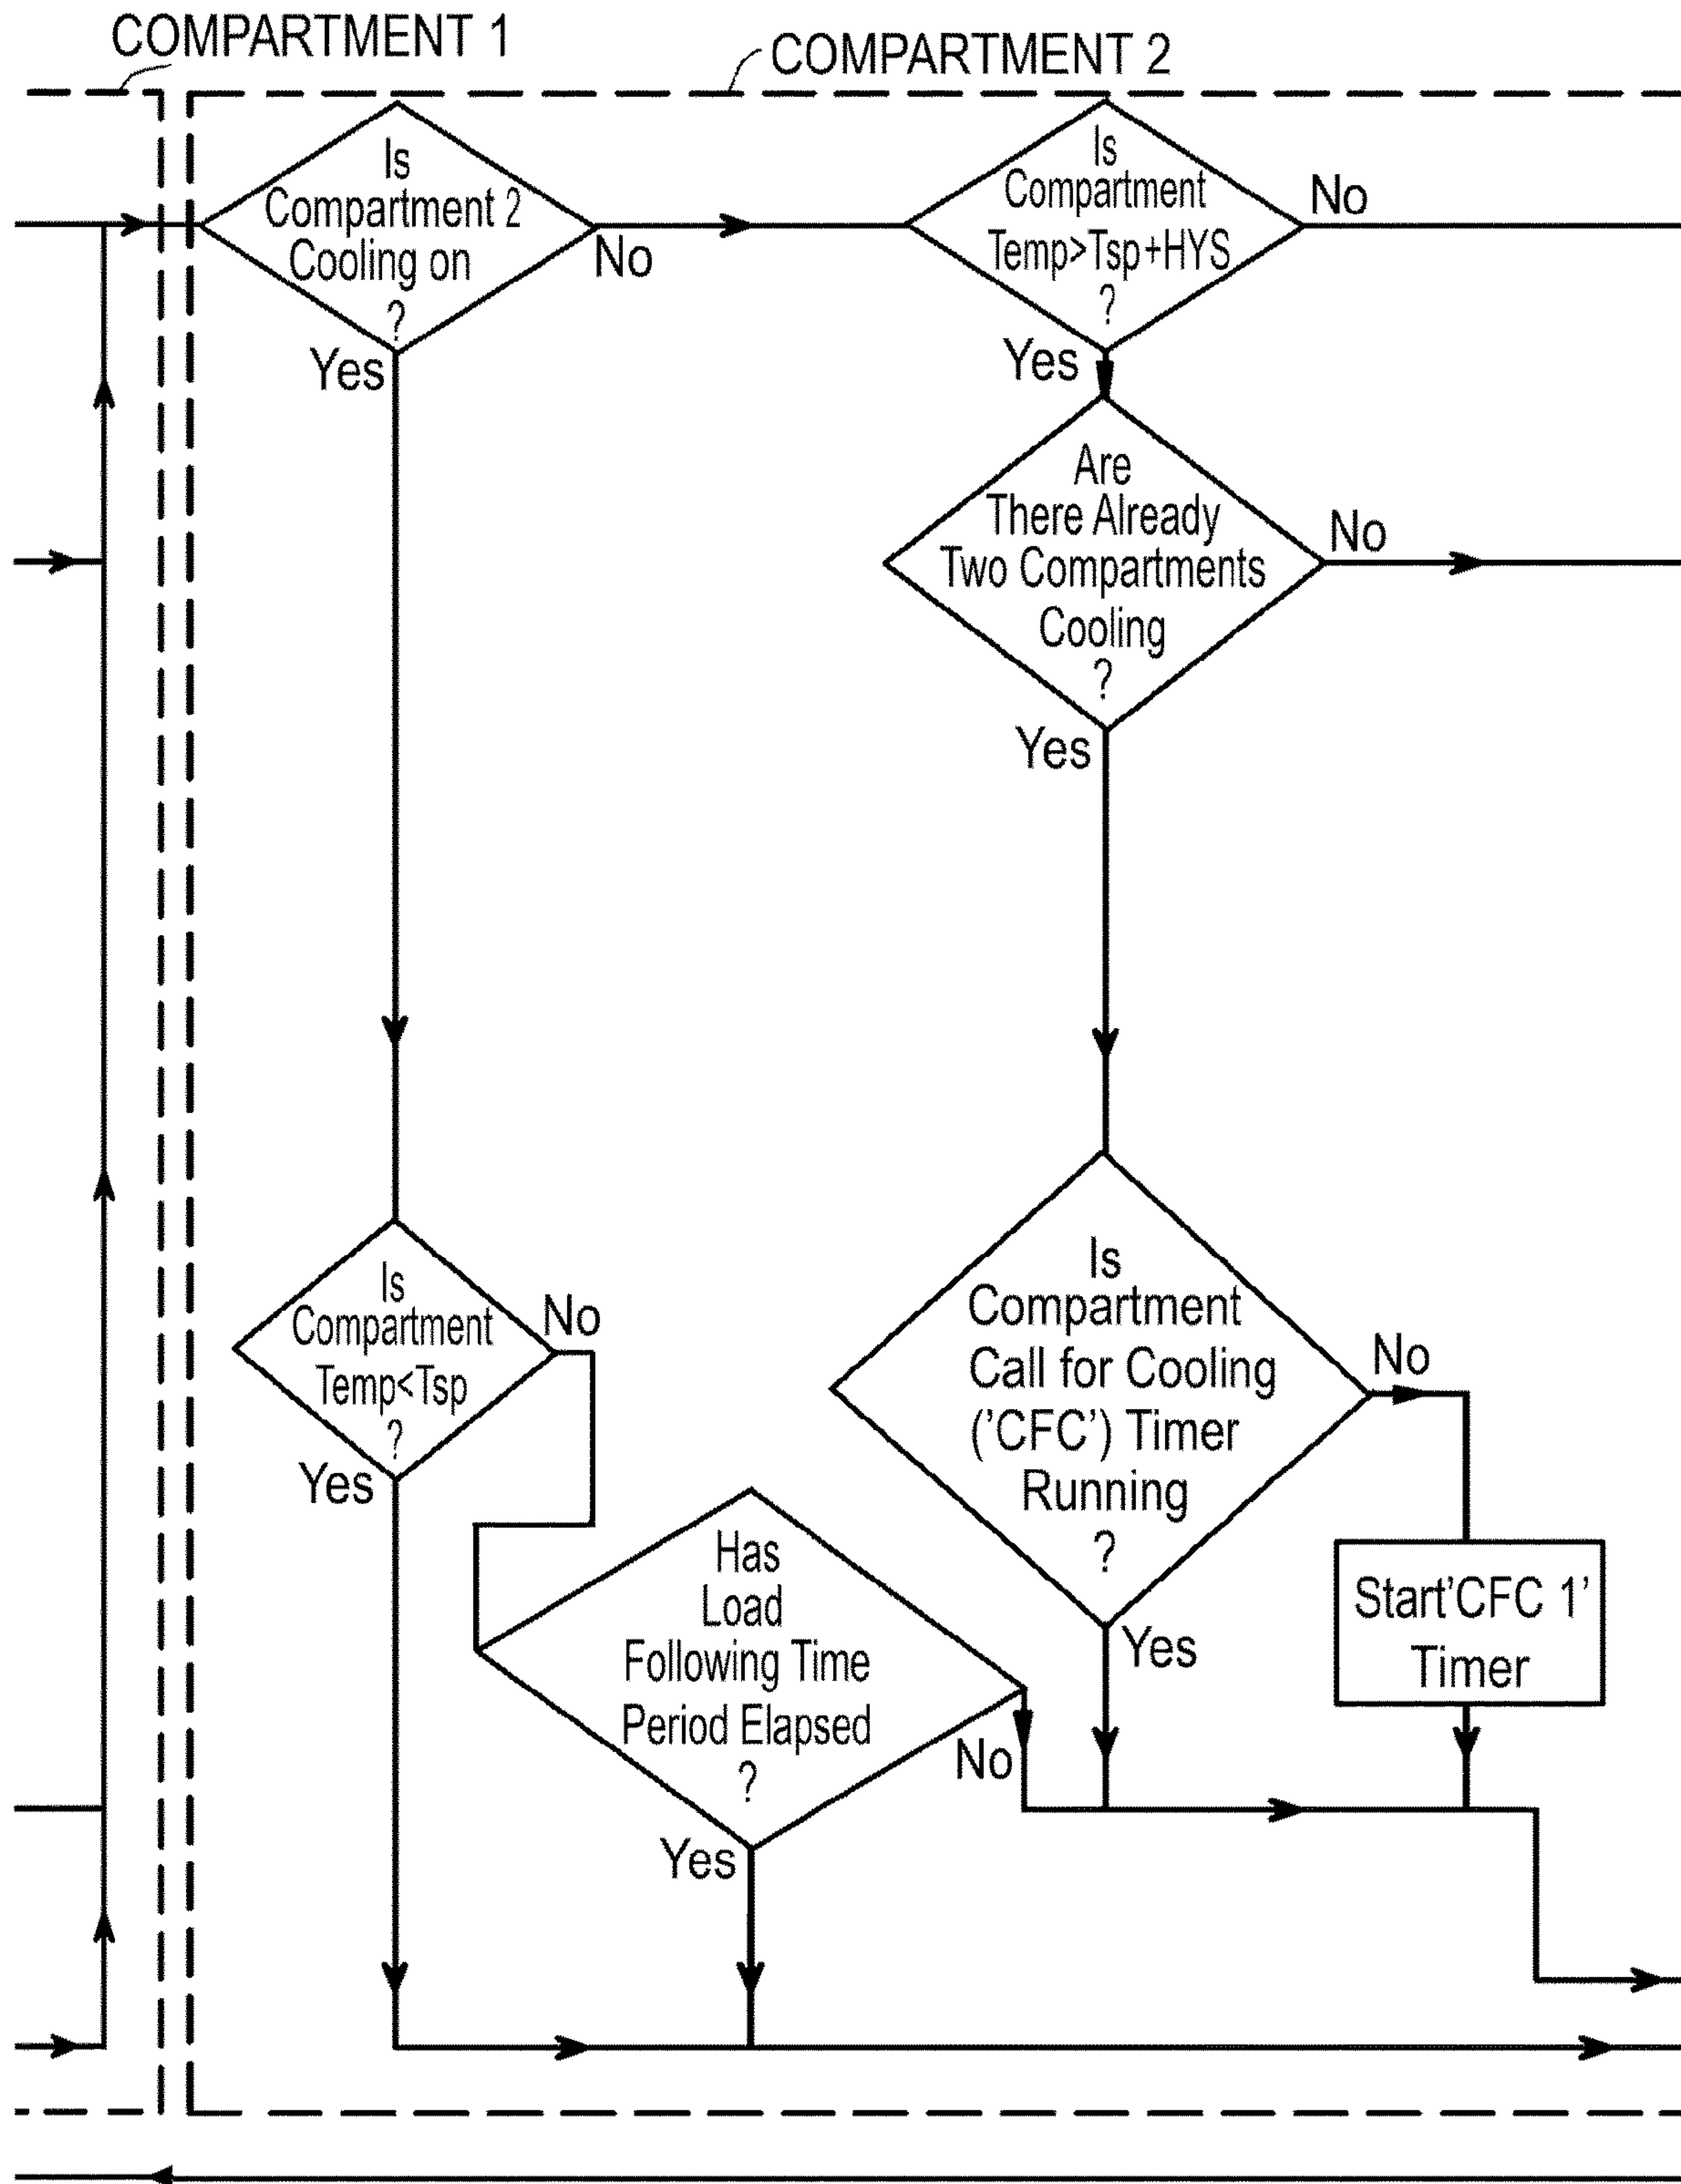 COMPARTMENT 1
COMPARTMENT 2
Is
Compartment 2
Cooling on
?
No
Yes
Is
Compartment
Temp>Tsp+HYS
?
No
Yes
Are
There Already
Two Compartments
Cooling
?
No
Yes
Is
Compartment
Temp<Tsp
?
No
Yes
Has
Load
Following Time
Period Elapsed
?
No
Yes
Is
Compartment
Call for Cooling
('CFC') Timer
Running
?
No
Yes
Start'CFC 1'
Timer